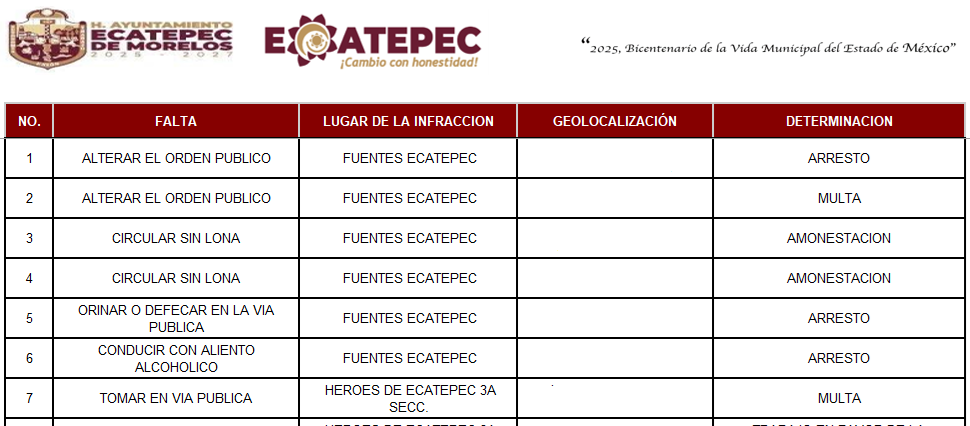 H. AYUNTAMIENTO
ECATEPEC
DE MORELOS
2025 - 2027
ECATEPEC
¡Cambio con honestidad!
“2025, Bicentenario de la Vida Municipal del Estado de México”
NO. FALTA LUGAR DE LA INFRACCION GEOLOCALIZACIÓN DETERMINACION
1 ALTERAR EL ORDEN PUBLICO FUENTES ECATEPEC ARRESTO
2 ALTERAR EL ORDEN PUBLICO FUENTES ECATEPEC MULTA
3 CIRCULAR SIN LONA FUENTES ECATEPEC AMONESTACION
4 CIRCULAR SIN LONA FUENTES ECATEPEC AMONESTACION
5 ORINAR O DEFECAR EN LA VIA
PUBLICA FUENTES ECATEPEC ARRESTO
6 CONDUCIR CON ALIENTO
ALCOHOLICO FUENTES ECATEPEC ARRESTO
7 TOMAR EN VIA PUBLICA HEROES DE ECATEPEC 3A
SECC. MULTA